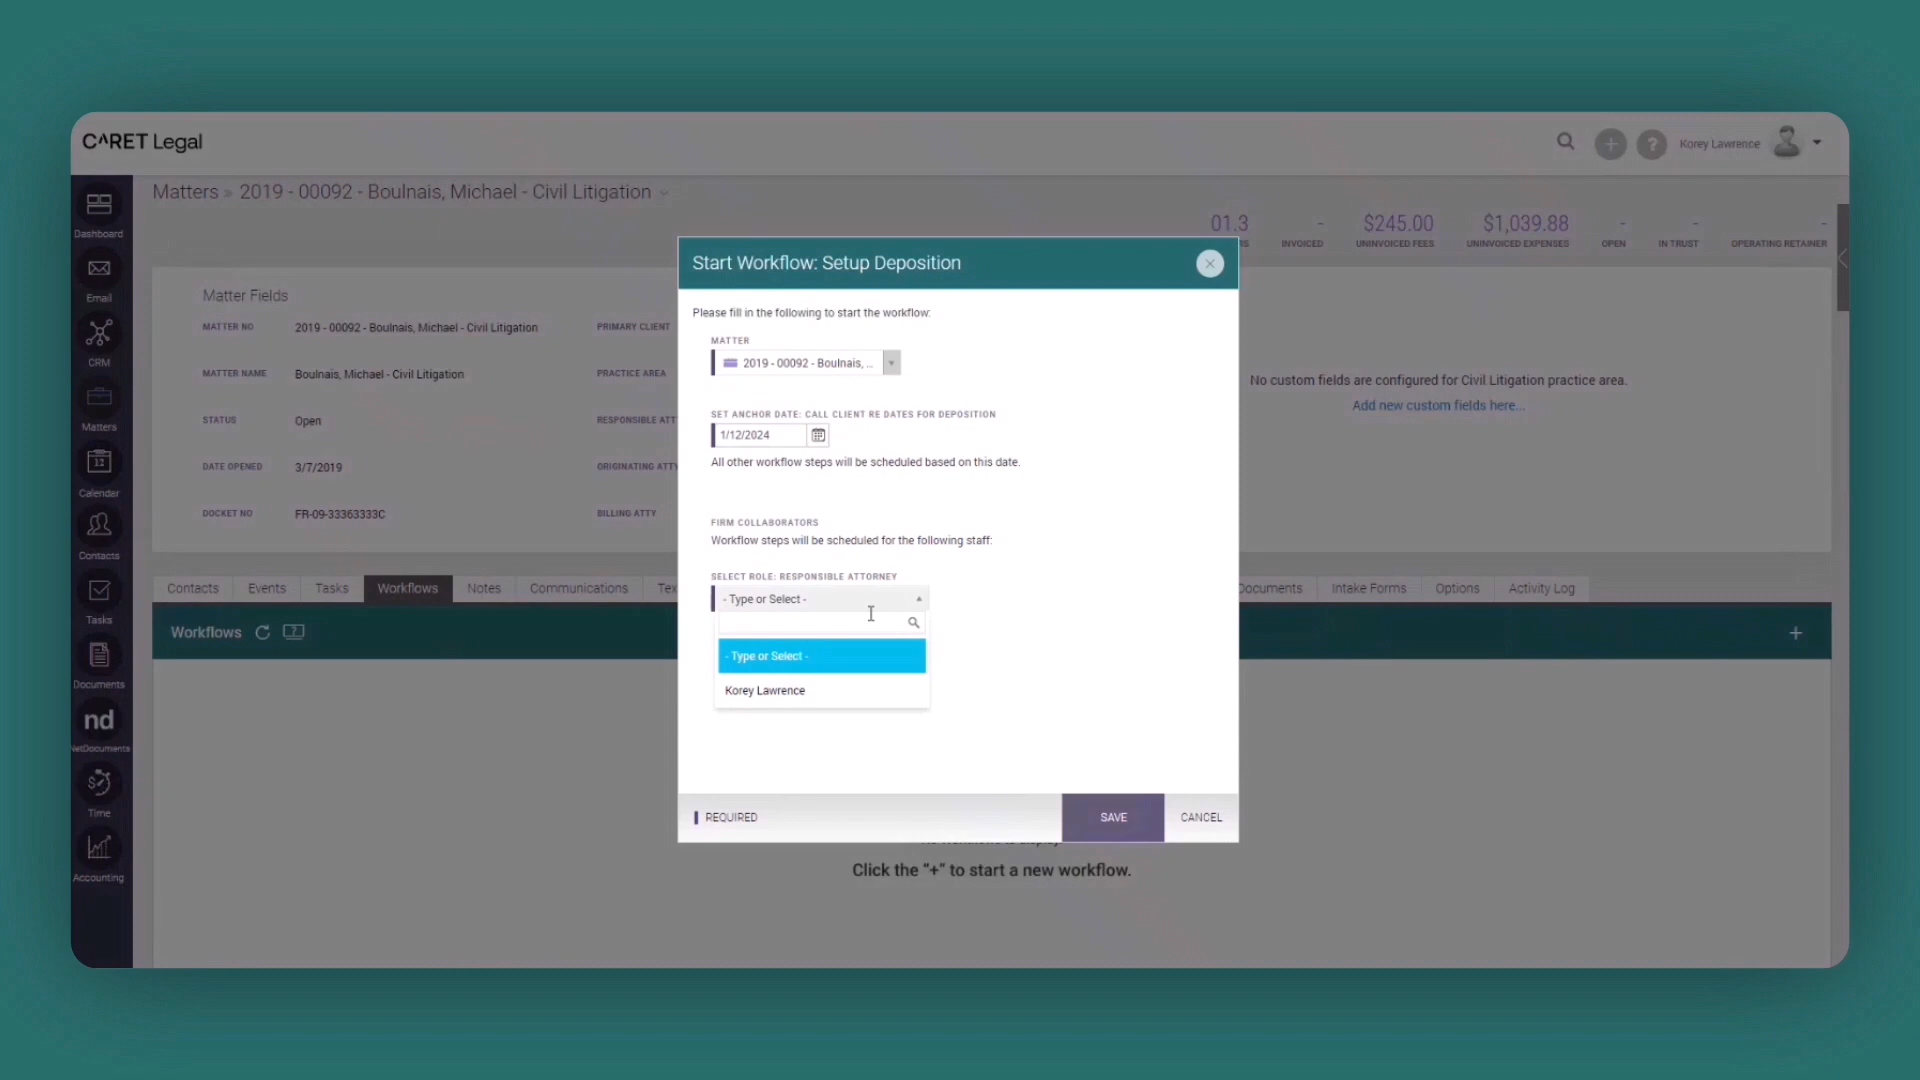 C^RET Legal
?
Korey Lawrence
Matters » 2019 - 00092 - Boulnais, Michael - Civil Litigation
01.3
-
$245.00
$1,039.88
-
-
-
INVOICED
UNINVOICED FEES
UNINVOICED EXPENSES
OPEN
IN TRUST
OPERATING RETAINER
Dashboard
Email
CRM
Matters
12
Calendar
Contacts
Tasks
Documents
nd
NetDocuments
Time
Accounting
Matter Fields
MATTER NO
2019 - 00092 - Boulnais, Michael - Civil Litigation
PRIMARY CLIENT
MATTER NAME
Boulnais, Michael - Civil Litigation
PRACTICE AREA
STATUS
Open
RESPONSIBLE ATT
DATE OPENED
3/7/2019
ORIGINATING ATTY
DOCKET NO
FR-09-33363333C
BILLING ATTY
No custom fields are configured for Civil Litigation practice area.
Add new custom fields here...
Contacts
Events
Tasks
Workflows
Notes
Communications
Tex
Documents
Intake Forms
Options
Activity Log
Workflows
?
+
Start Workflow: Setup Deposition
Please fill in the following to start the workflow:
MATTER
2019 - 00092 - Boulnais, ...
SET ANCHOR DATE: CALL CLIENT RE DATES FOR DEPOSITION
1/12/2024
All other workflow steps will be scheduled based on this date.
FIRM COLLABORATORS
Workflow steps will be scheduled for the following staff:
SELECT ROLE: RESPONSIBLE ATTORNEY
- Type or Select -
- Type or Select -
Korey Lawrence
REQUIRED
SAVE
CANCEL
Click the "+" to start a new workflow.